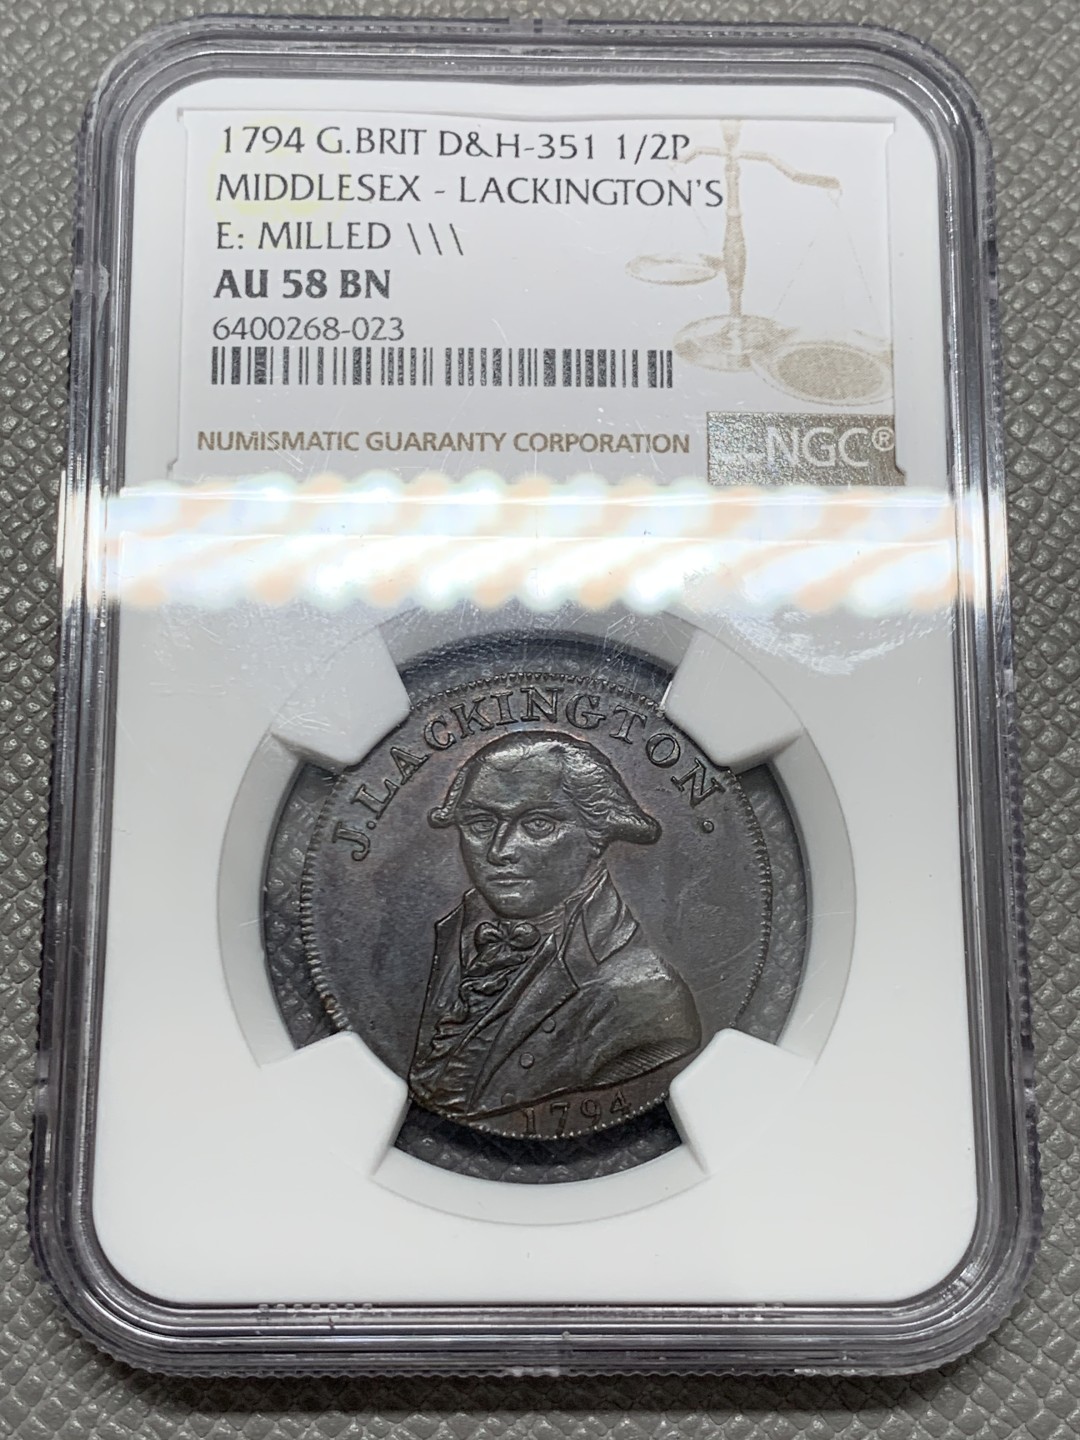 1794 G.BRIT D&H-351 1/2P
MIDDLESEX - LACKINGTON'S
E: MILLED \\\
AU 58 BN
6400268-023
NUMISMATIC GUARANTY CORPORATION
NGC®
J.LACKINGTON.
1794